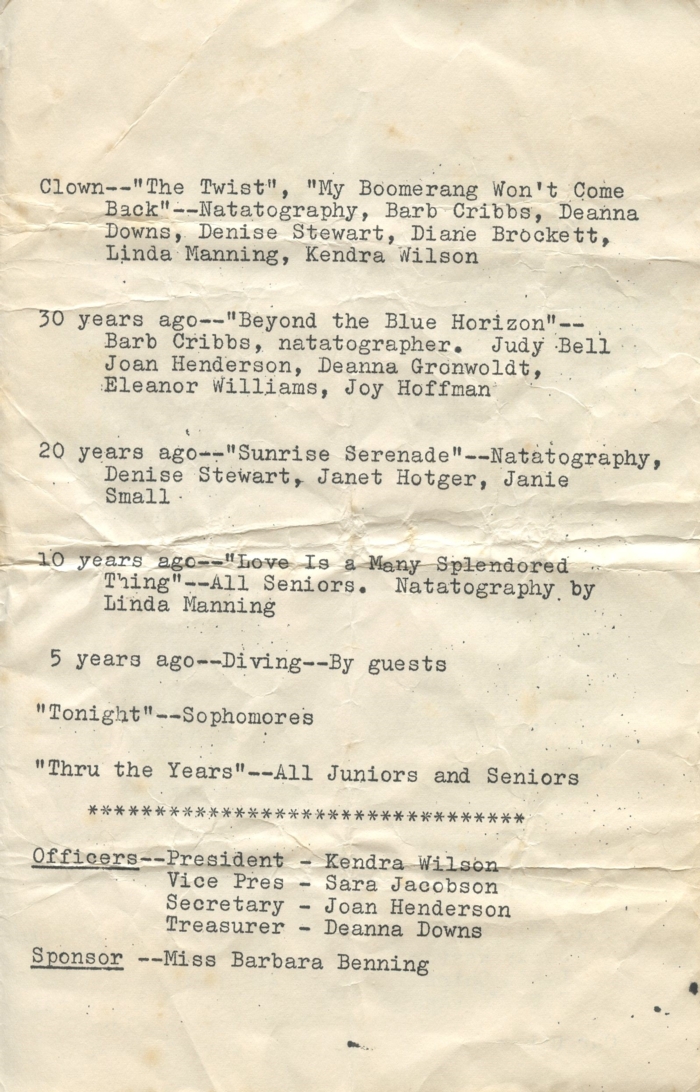 Clown--"The Twist", "My Boomerang Won't Come
Back"--Natatography, Barb Cribbs, Deanna
Downs, Denise Stewart, Diane Brockett,
Linda Manning, Kendra Wilson
30 years ago--"Beyond the Blue Horizon"--
Barb Cribbs, natatographer. Judy Bell
Joan Henderson, Deanna Gronwoldt,
Eleanor Williams, Joy Hoffman
20 years ago--"Sunrise Serenade"--Natatography,
Denise Stewart, Janet Hotger, Janie
Small
10 years ago--"Love Is a Many Splendored
Thing"--All Seniors. Natatography by
Linda Manning
5 years ago--Diving--By guests
"Tonight"--Sophomores
"Thru the Years"--All Juniors and Seniors
*********************************
Officers--President - Kendra Wilson
Vice Pres - Sara Jacobson
Secretary - Joan Henderson
Treasurer - Deanna Downs
Sponsor --Miss Barbara Benning